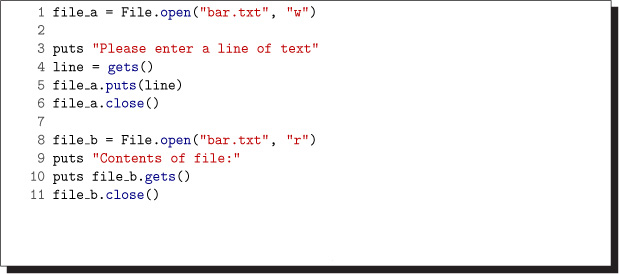 1 file_a = File.open("bar.txt", "w")
2
3 puts "Please enter a line of text"
4 line = gets()
5 file_a.puts(line)
6 file_a.close()
7
8 file_b = File.open("bar.txt", "r")
9 puts "Contents of file:"
10 puts file_b.gets()
11 file_b.close()